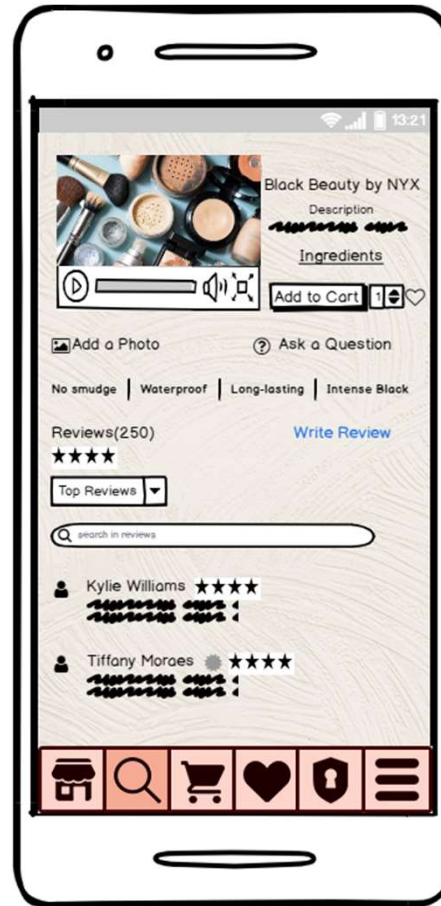 13:21
Black Beauty by NYX
Description
Ingredients
Add to Cart 1
Add a Photo
Ask a Question
No smudge | Waterproof | Long-lasting | Intense Black
Reviews(250)
Write Review
Top Reviews
search in reviews
Kylie Williams
Tiffany Moraes